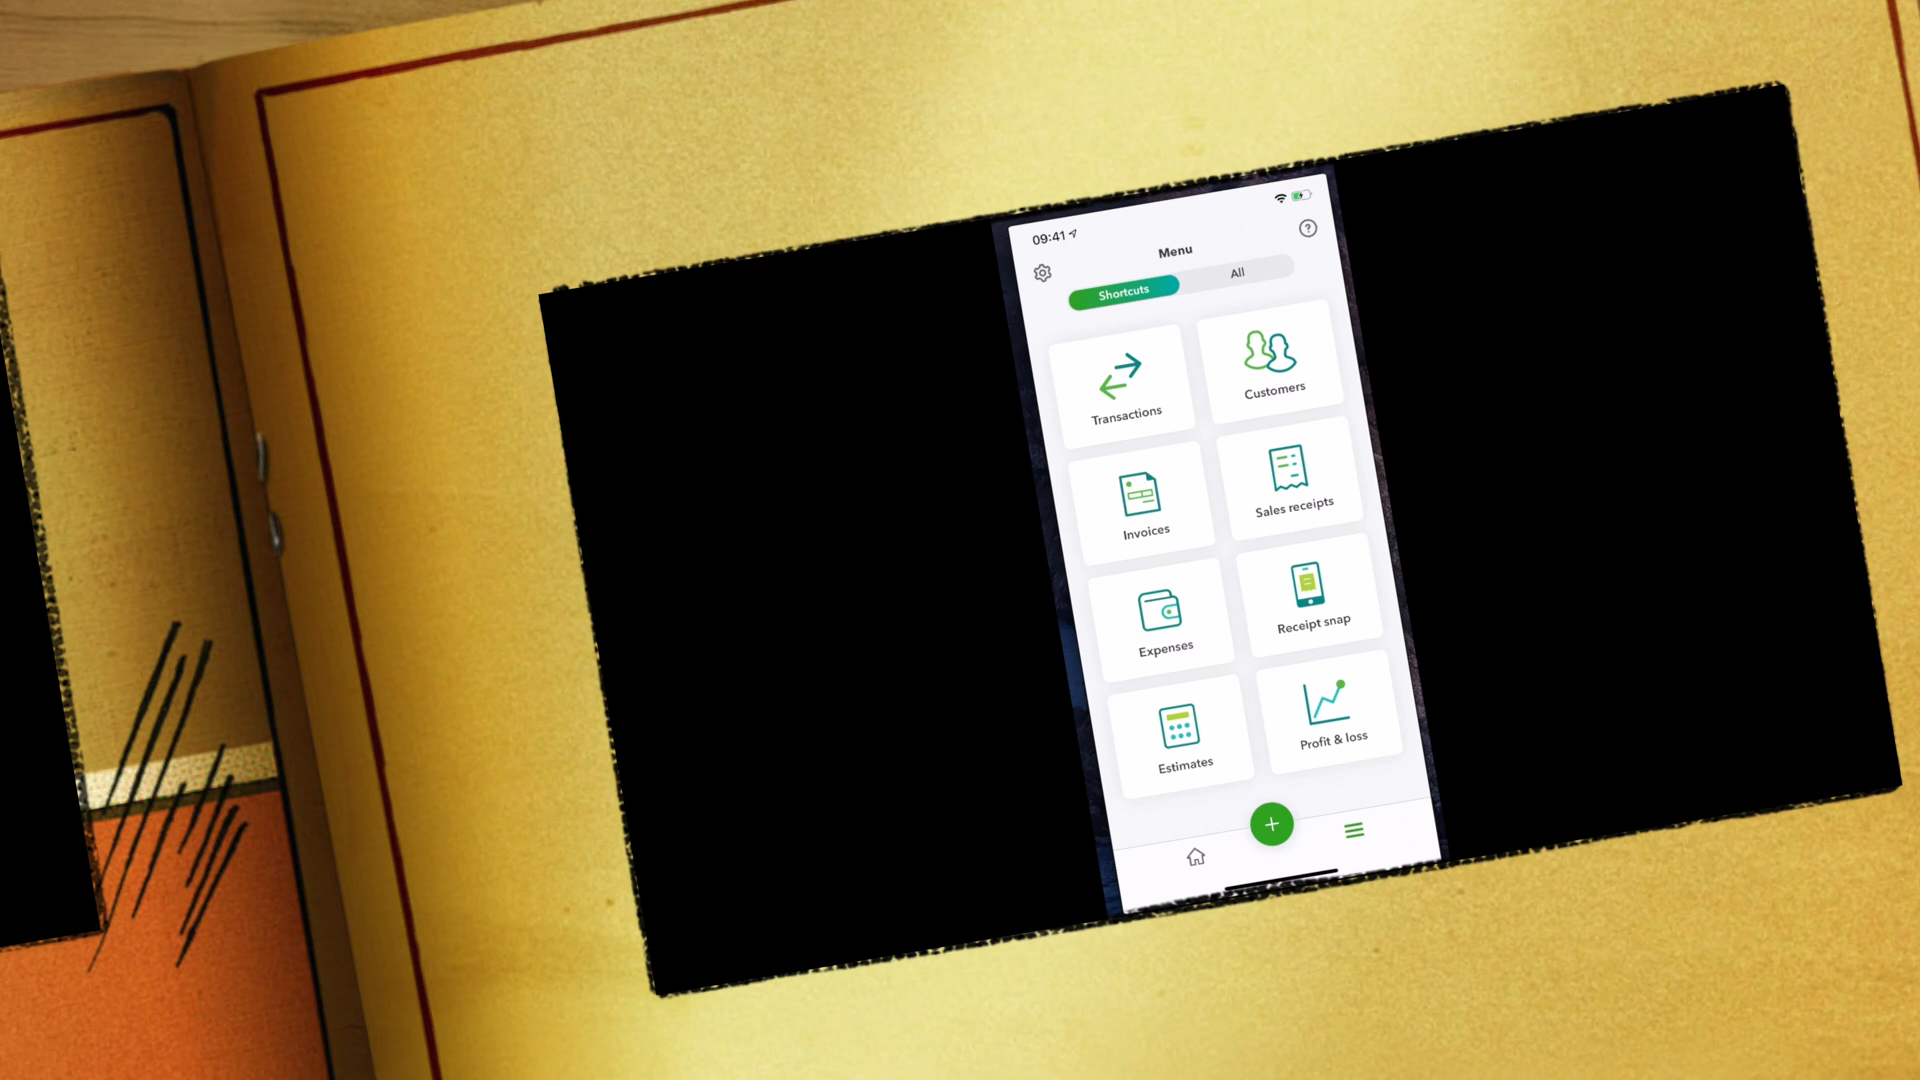 09:41
Menu
Shortcuts
All
Transactions
Customers
Invoices
Sales receipts
Expenses
Receipt snap
Estimates
Profit & loss